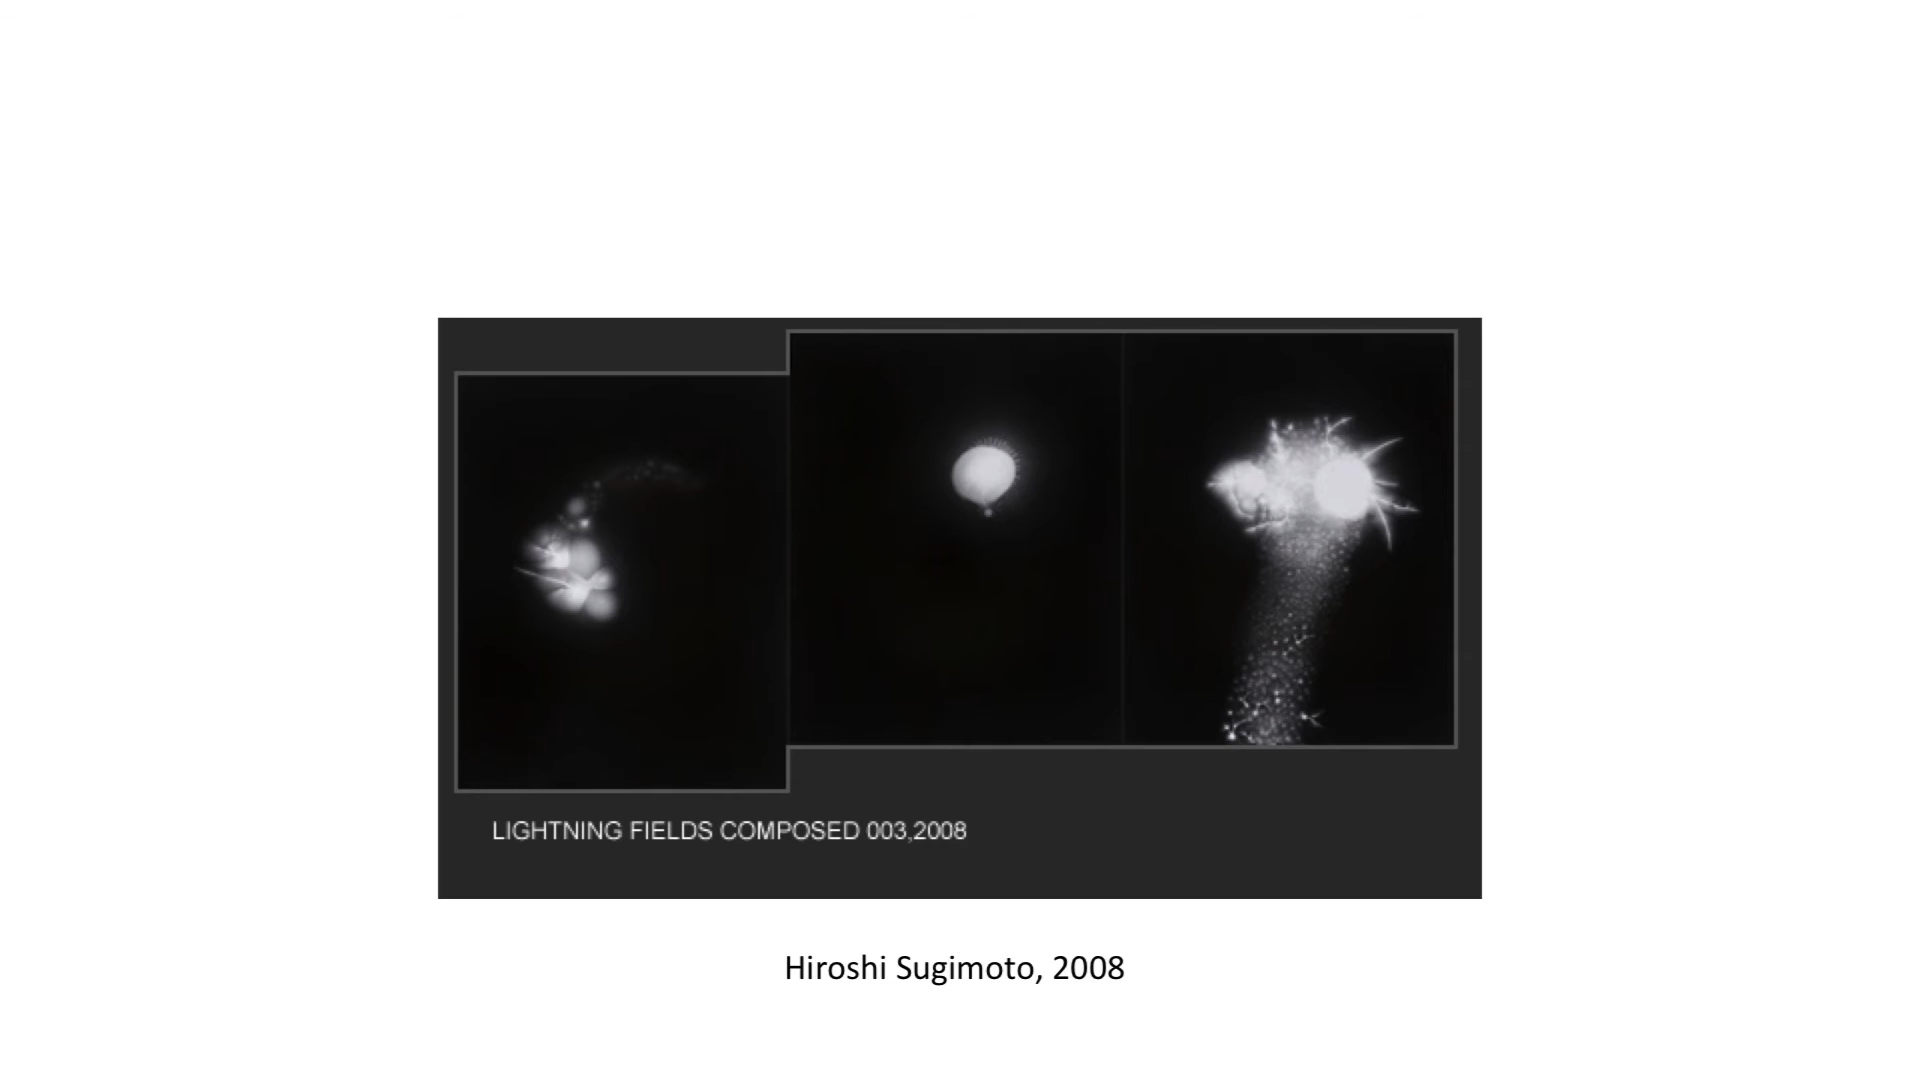 LIGHTNING FIELDS COMPOSED 003,2008
Hiroshi Sugimoto, 2008